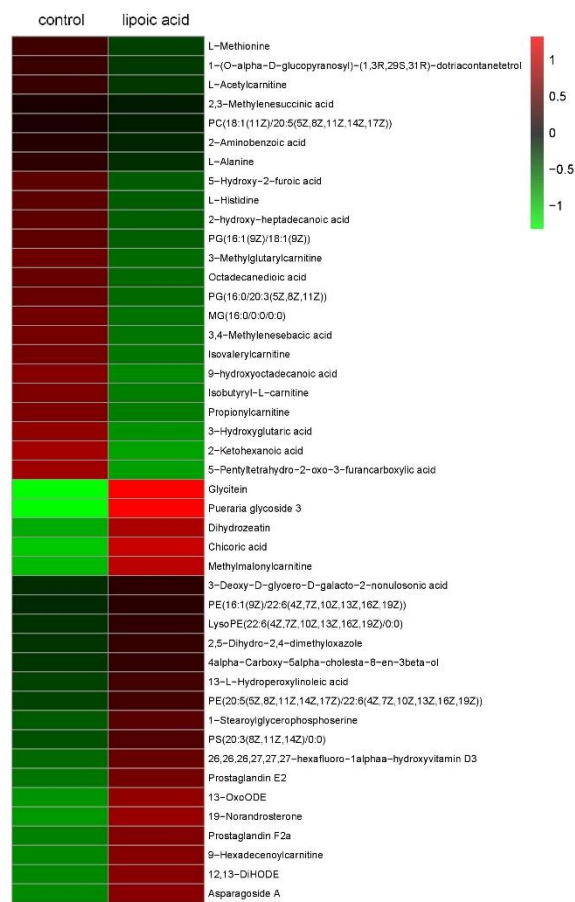 control lipoic acid
L−Methionine
1−(O−alpha−D−glucopyranosyl)−(1,3R,29S,31R)−dotriacontanetetrol
L−Acetylcarnitine
2,3−Methylenesuccinic acid
PC(18:1(11Z)/20:5(5Z,8Z,11Z,14Z,17Z))
2−Aminobenzoic acid
L−Alanine
5−Hydroxy−2−furoic acid
L−Histidine
2−hydroxy−heptadecanoic acid
PG(16:1(9Z)/18:1(9Z))
3−Methylglutarylcarnitine
Octadecanedioic acid
PG(16:0/20:3(5Z,8Z,11Z))
MG(16:0/0:0/0:0)
3,4−Methylenesebacic acid
Isovalerylcarnitine
9−hydroxyoctadecanoic acid
Isobutyryl−L−carnitine
Propionylcarnitine
3−Hydroxyglutaric acid
2−Ketohexanoic acid
5−Pentyltetrahydro−2−oxo−3−furancarboxylic acid
Glycitein
Pueraria glycoside 3
Dihydrozeatin
Chicoric acid
Methylmalonylcarnitine
3−Deoxy−D−glycero−D−galacto−2−nonulosonic acid
PE(16:1(9Z)/22:6(4Z,7Z,10Z,13Z,16Z,19Z))
LysoPE(22:6(4Z,7Z,10Z,13Z,16Z,19Z)/0:0)
2,5−Dihydro−2,4−dimethyloxazole
4alpha−Carboxy−5alpha−cholesta−8−en−3beta−ol
13−L−Hydroperoxylinoleic acid
PE(20:5(5Z,8Z,11Z,14Z,17Z)/22:6(4Z,7Z,10Z,13Z,16Z,19Z))
1−Stearoylglycerophosphoserine
PS(20:3(8Z,11Z,14Z)/0:0)
26,26,26,27,27,27−hexafluoro−1alphaa−hydroxyvitamin D3
Prostaglandin E2
13−OxoODE
19−Norandrosterone
Prostaglandin F2a
9−Hexadecenoylcarnitine
12,13−DiHODE
Asparagoside A
1
0.5
0
−0.5
−1